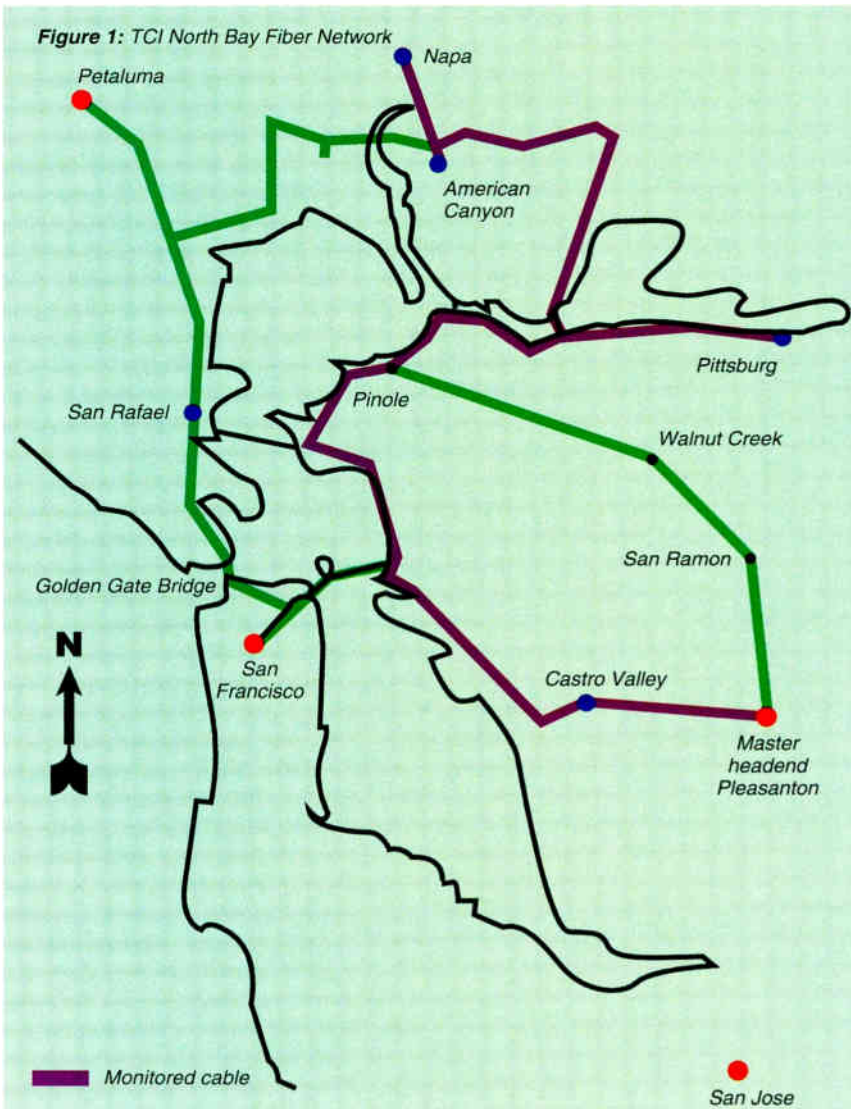 Figure 1: TCI North Bay Fiber Network
Napa
Petaluma
American
Canyon
Pittsburg
Pinole
San Rafael
Walnut Creek
San Ramon
Golden Gate Bridge
N
San
Francisco
Castro Valley
Master
headend
Pleasanton
Monitored cable
San Jose